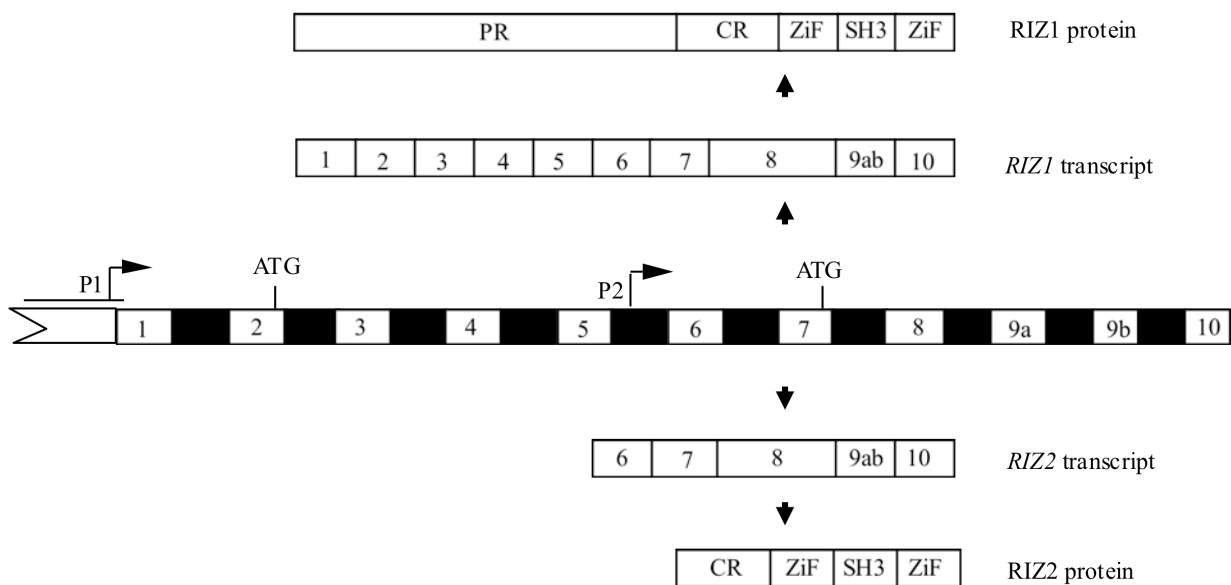 PR CR ZiF SH3 ZiF RIZ1 protein
1 2 3 4 5 6 7 8 9ab 10 RIZ1 transcript
P1 ATG P2 ATG
1 2 3 4 5 6 7 8 9a 9b 10
6 7 8 9ab 10 RIZ2 transcript
CR ZiF SH3 ZiF RIZ2 protein